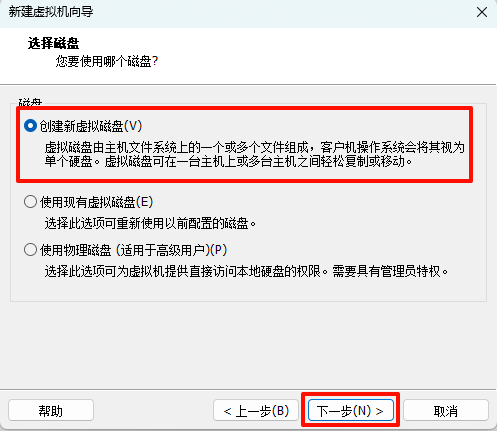 新建虚拟机向导
选择磁盘
您要使用哪个磁盘?
磁盘
创建新虚拟磁盘(V)
虚拟磁盘由主机文件系统上的一个或多个文件组成，客户机操作系统会将其视为
单个硬盘。虚拟磁盘可在一台主机上或多台主机之间轻松复制或移动。
使用现有虚拟磁盘(E)
选择此选项可重新使用以前配置的磁盘。
使用物理磁盘 (适用于高级用户)(P)
选择此选项可为虚拟机提供直接访问本地硬盘的权限。需要具有管理员特权。
帮助 < 上一步(B) 下一步(N) > 取消